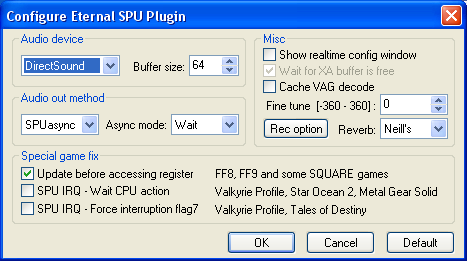 Configure Eternal SPU Plugin
Audio device
DirectSound
Buffer size: 64
Audio out method
SPUasync
Async mode: Wait
Misc
Show realtime config window
Wait for XA buffer is free
Cache VAG decode
Fine tune [-360 - 360] : 0
Rec option
Reverb: Neill's
Special game fix
Update before accessing register FF8, FF9 and some SQUARE games
SPU IRQ - Wait CPU action Valkyrie Profile, Star Ocean 2, Metal Gear Solid
SPU IRQ - Force interruption flag7 Valkyrie Profile, Tales of Destiny
OK Cancel Default